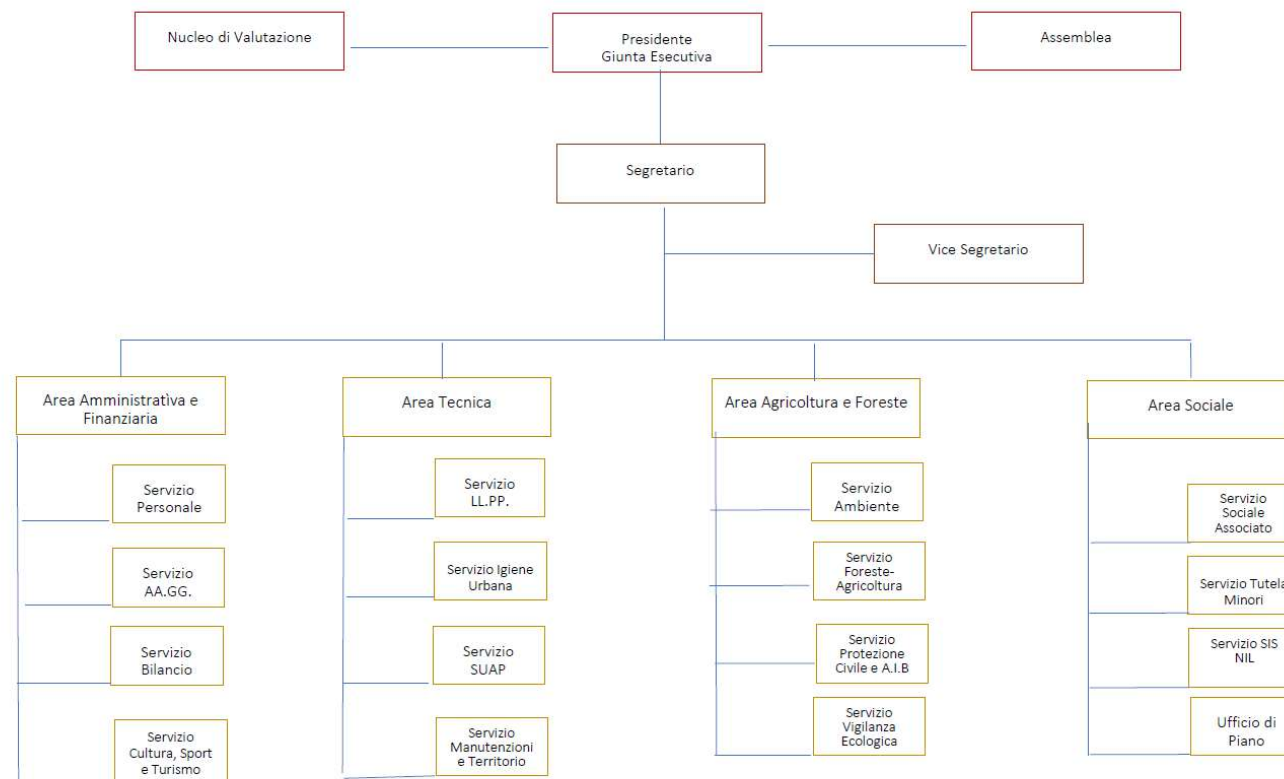 Nucleo di Valutazione
Presidente
Giunta Esecutiva
Assemblea
Segretario
Vice Segretario
Area Amministrativa e
Finanziaria
Area Tecnica
Area Agricoltura e Foreste
Area Sociale
Servizio
Personale
Servizio
AA.GG.
Servizio
Bilancio
Servizio
Cultura, Sport
e Turismo
Servizio
LL.PP.
Servizio Igiene
Urbana
Servizio
SUAP
Servizio
Manutenzioni
e Territorio
Servizio
Ambiente
Servizio
Foreste-
Agricoltura
Servizio
Protezione
Civile e A.I.B
Servizio
Vigilanza
Ecologica
Servizio
Sociale
Associato
Servizio Tutela
Minori
Servizio SIS
NIL
Ufficio di
Piano